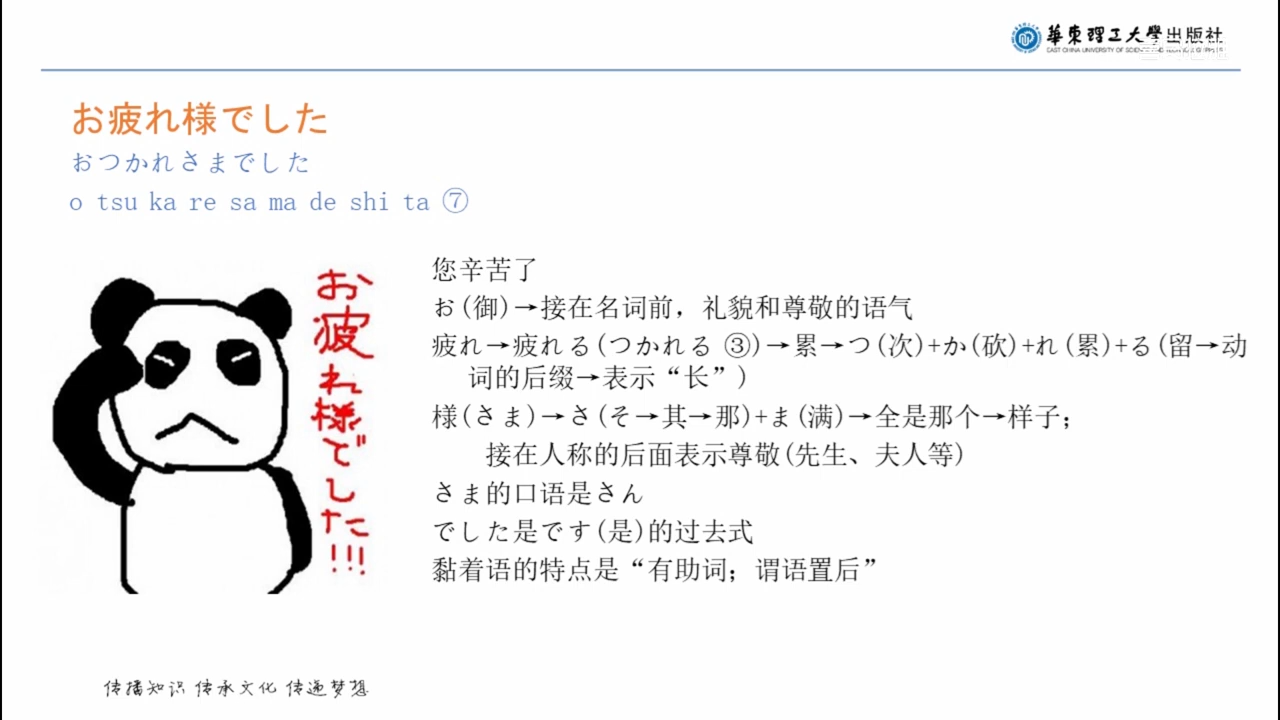 華東理工大學出版社
お疲れ様でした
おつかれさまでした
o tsu ka re sa ma de shi ta ⑦
お疲れ様でした!!!
您辛苦了
お(御)→接在名词前，礼貌和尊敬的语气
疲れ→疲れる(つかれる ③)→累→つ(次)+か(砍)+れ(累)+る(留→动
词的后缀→表示“长”)
様(さま)→さ(そ→其→那)+ま(满)→全是那个→样子；
接在人称的后面表示尊敬(先生、夫人等)
さま的口语是さん
でした是です(是)的过去式
黏着语的特点是“有助词；谓语置后”
传播知识 传承文化 传递梦想